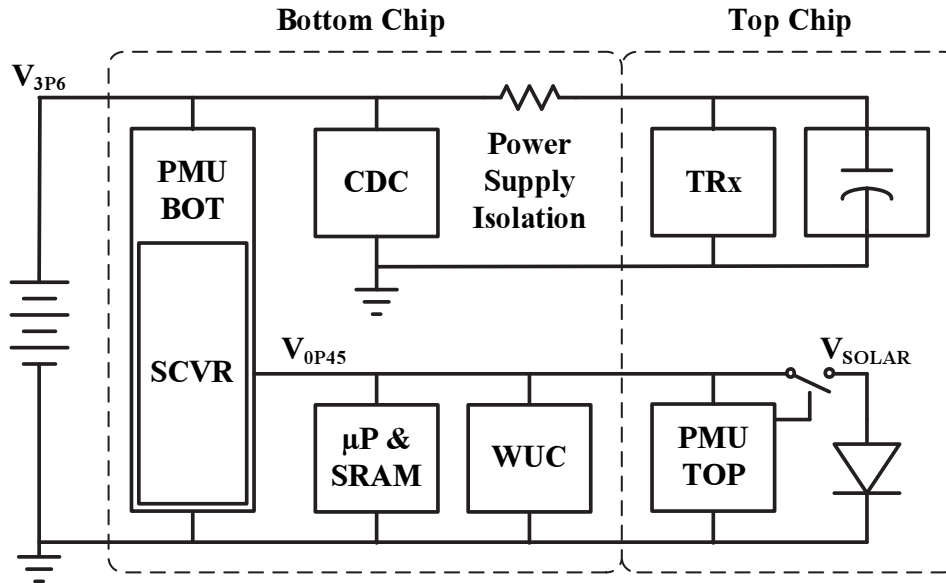 Bottom Chip
Top Chip
V3P6
PMU
BOT
CDC
Power
Supply
Isolation
TRx
SCVR
V0P45
VSOLAR
μP &
SRAM
WUC
PMU
TOP